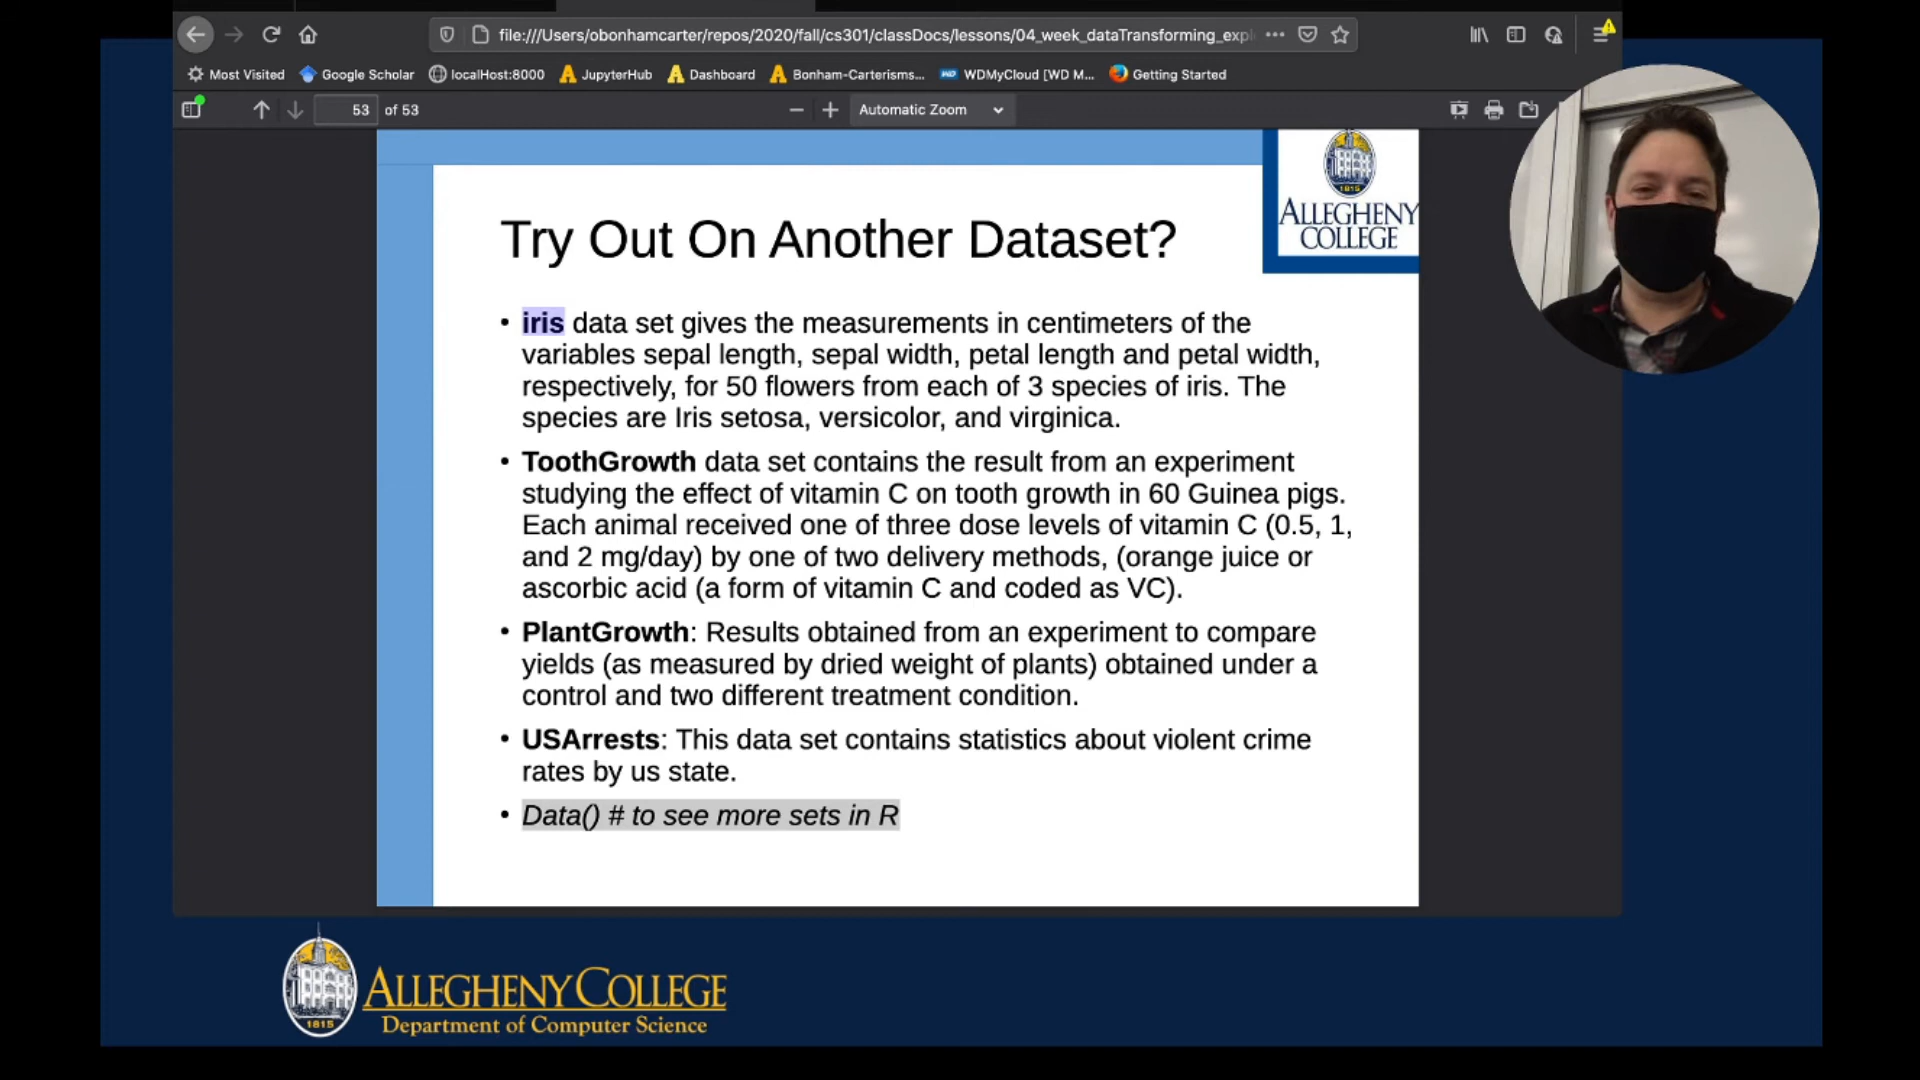 file:///Users/obonhamcarter/repos/2020/fall/cs301/classDocs/lessons/04_week_dataTransforming_expl
Most Visited Google Scholar localHost:8000 JupyterHub Dashboard Bonham-Carterisms... WDMyCloud [WD M... Getting Started
53 of 53 Automatic Zoom
1815
ALLEGHENY
COLLEGE
Try Out On Another Dataset?
• iris data set gives the measurements in centimeters of the
variables sepal length, sepal width, petal length and petal width,
respectively, for 50 flowers from each of 3 species of iris. The
species are Iris setosa, versicolor, and virginica.
• ToothGrowth data set contains the result from an experiment
studying the effect of vitamin C on tooth growth in 60 Guinea pigs.
Each animal received one of three dose levels of vitamin C (0.5, 1,
and 2 mg/day) by one of two delivery methods, (orange juice or
ascorbic acid (a form of vitamin C and coded as VC).
• PlantGrowth: Results obtained from an experiment to compare
yields (as measured by dried weight of plants) obtained under a
control and two different treatment condition.
• USArrests: This data set contains statistics about violent crime
rates by us state.
• Data() # to see more sets in R
1815
ALLEGHENY COLLEGE
Department of Computer Science